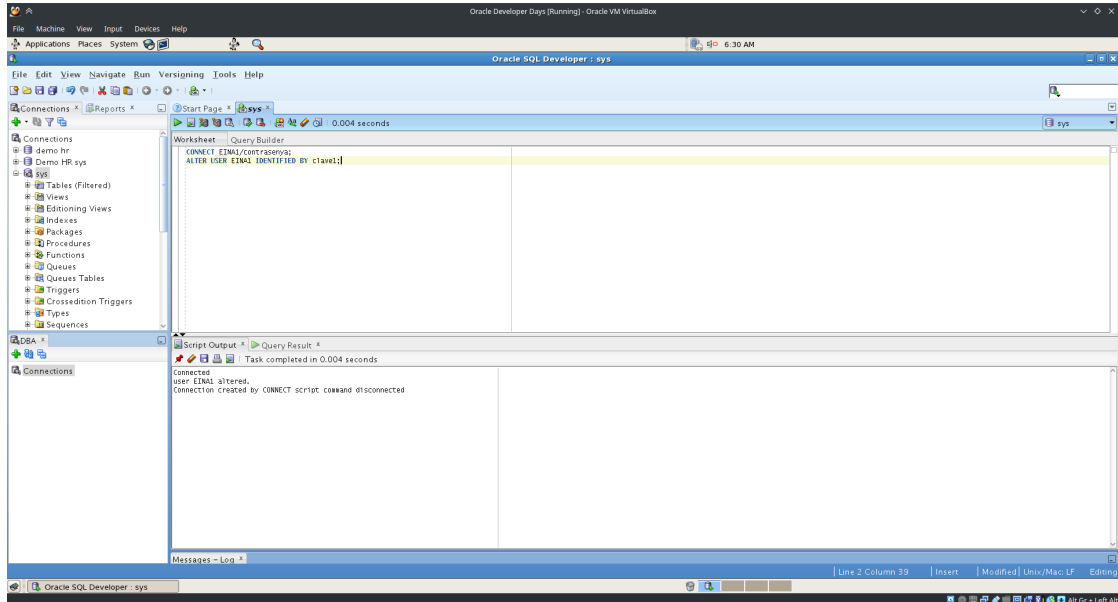 Oracle Developer Days [Running] - Oracle VM VirtualBox
File Machine View Input Devices Help
Applications Places System 6:30 AM
Oracle SQL Developer : sys
File Edit View Navigate Run Versioning Tools Help
Connections Reports Start Page sys
0.004 seconds sys
Worksheet Query Builder
CONNECT EINA1/contrasenya;
ALTER USER EINA1 IDENTIFIED BY clave1;
Connections
demo hr
Demo HR sys
sys
Tables (Filtered)
Views
Editioning Views
Indexes
Packages
Procedures
Functions
Queues
Queues Tables
Triggers
Crossedition Triggers
Types
Sequences
DBA
Connections
Script Output Query Result
Task completed in 0.004 seconds
Connected
user EINA1 altered.
Connection created by CONNECT script command disconnected
Messages - Log
Line 2 Column 39 Insert Modified Unix/Mac: LF Editing
Oracle SQL Developer : sys
Alt Gr + Left Alt